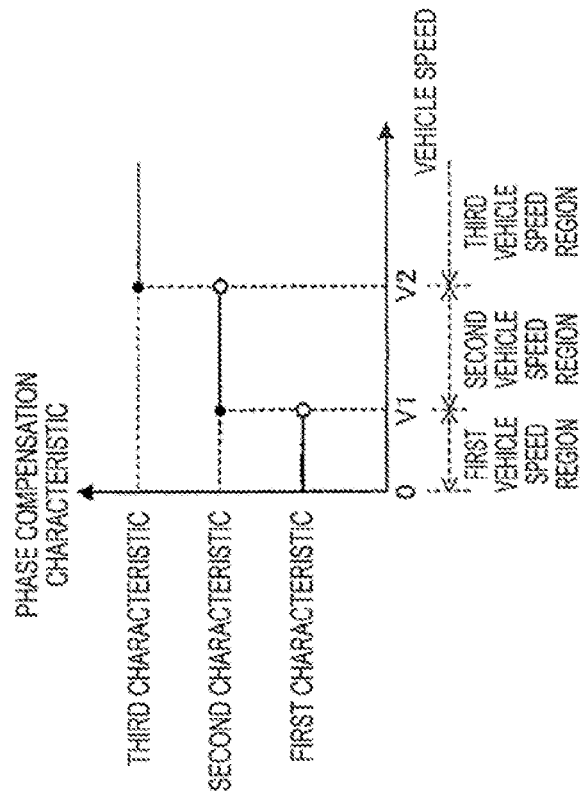 PHASE COMPENSATION
CHARACTERISTIC
THIRD CHARACTERISTIC
SECOND CHARACTERISTIC
FIRST CHARACTERISTIC
0
V1
V2
VEHICLE SPEED
FIRST
VEHICLE
SPEED
REGION
SECOND
VEHICLE
SPEED
REGION
THIRD
VEHICLE
SPEED
REGION